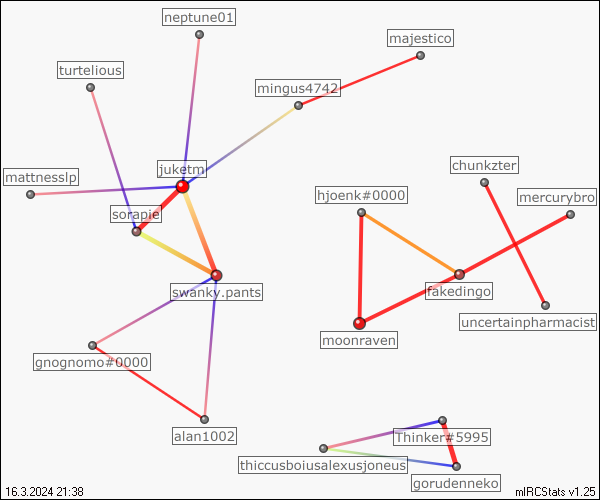 neptune01
majestico
turtelious
mingus4742
chunkzter
juketm
mattnesslp
hjoenk#0000
mercurybro
sorapie
swanky.pants
fakedingo
uncertainpharmacist
moonraven
gnognomo#0000
alan1002
Thinker#5995
thiccusboiusalexusjoneus
gorudenneko
16.3.2024 21:38
mIRCStats v1.25